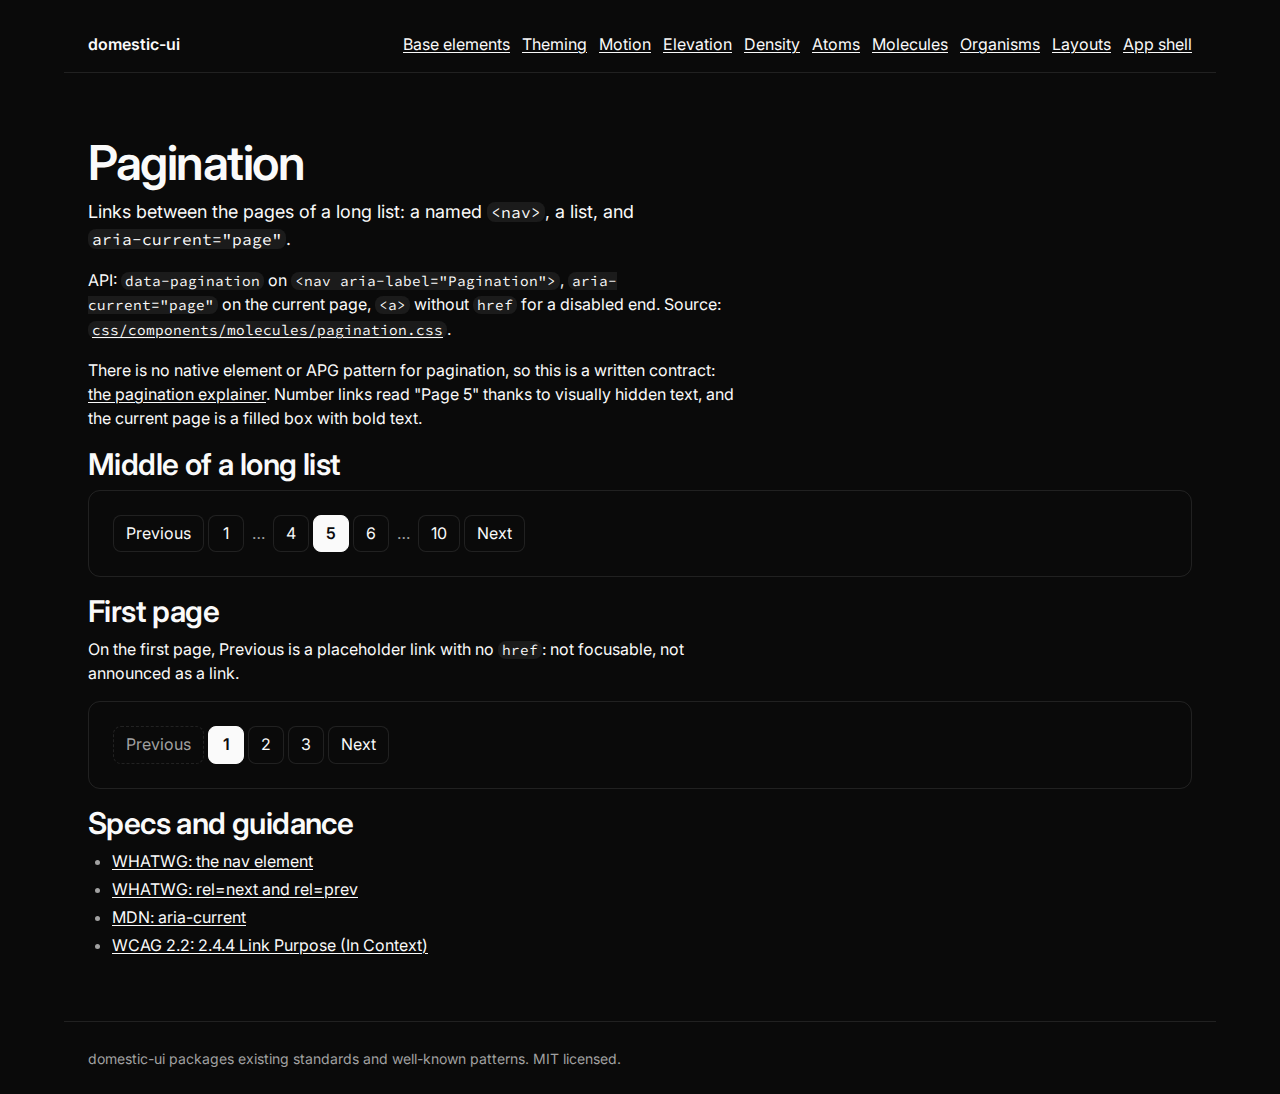 domestic-ui
Base elements Theming Motion Elevation Density Atoms Molecules Organisms Layouts App shell
Pagination
Links between the pages of a long list: a named <nav>, a list, and
aria-current="page".
API: data-pagination on <nav aria-label="Pagination">, aria-
current="page" on the current page, <a> without href for a disabled end. Source:
css/components/molecules/pagination.css.
There is no native element or APG pattern for pagination, so this is a written contract:
the pagination explainer. Number links read "Page 5" thanks to visually hidden text, and
the current page is a filled box with bold text.
Middle of a long list
Previous 1 … 4 5 6 … 10 Next
First page
On the first page, Previous is a placeholder link with no href: not focusable, not
announced as a link.
Previous 1 2 3 Next
Specs and guidance
WHATWG: the nav element
WHATWG: rel=next and rel=prev
MDN: aria-current
WCAG 2.2: 2.4.4 Link Purpose (In Context)
domestic-ui packages existing standards and well-known patterns. MIT licensed.